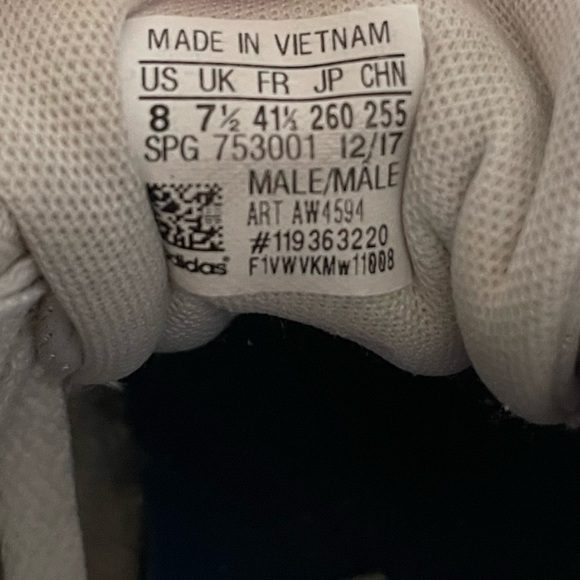 MADE IN VIETNAM
US UK FR JP CHN
8 7½ 41⅓ 260 255
SPG 753001 12/17
MALE/MÂLE
ART AW4594
#119363220
adidas® F1VWVKMw11008